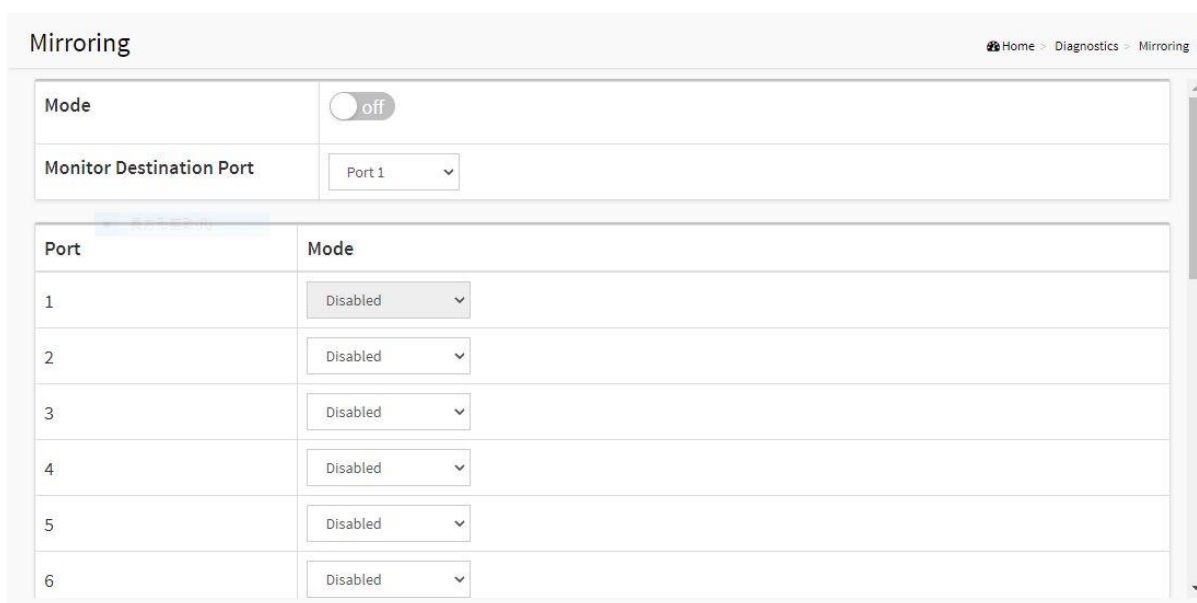 Mirroring
Home > Diagnostics > Mirroring
Mode off
Monitor Destination Port Port 1
Port Mode
1 Disabled
2 Disabled
3 Disabled
4 Disabled
5 Disabled
6 Disabled